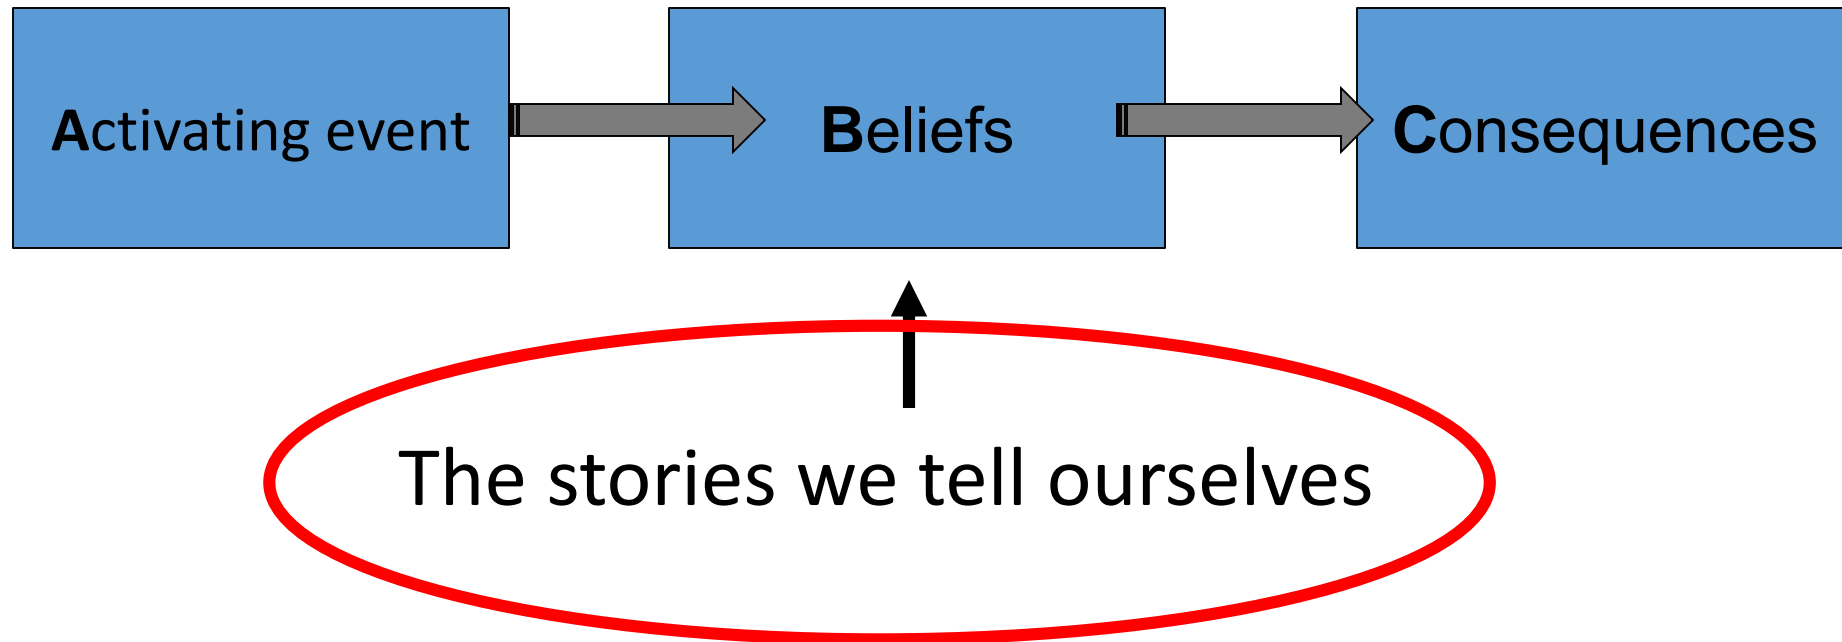 Activating event
Beliefs
Consequences
The stories we tell ourselves